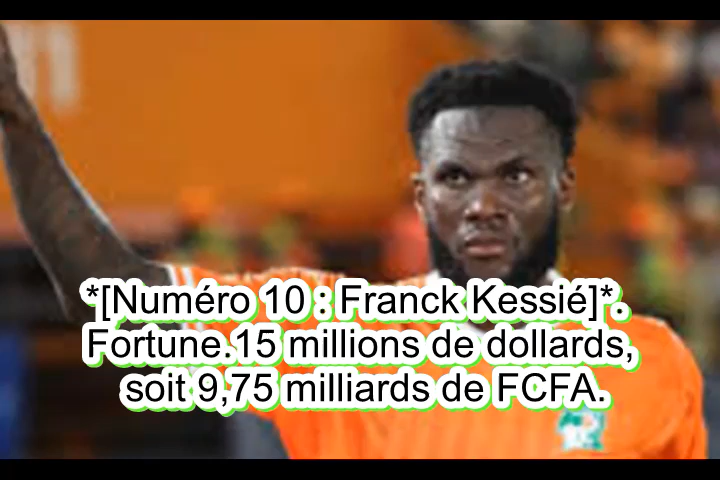 *[Numéro 10 : Franck Kessié]*.
Fortune.15 millions de dollards,
soit 9,75 milliards de FCFA.